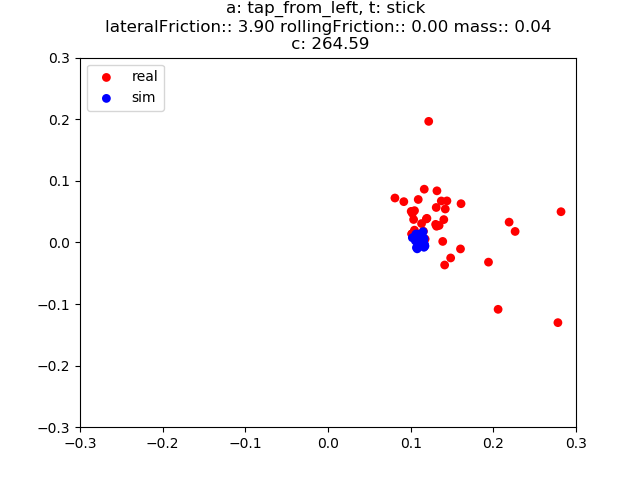 a: tap_from_left, t: stick
lateralFriction:: 3.90 rollingFriction:: 0.00 mass:: 0.04
c: 264.59
real
sim
0.3
0.2
0.1
0.0
−0.1
−0.2
−0.3
−0.3 −0.2 −0.1 0.0 0.1 0.2 0.3